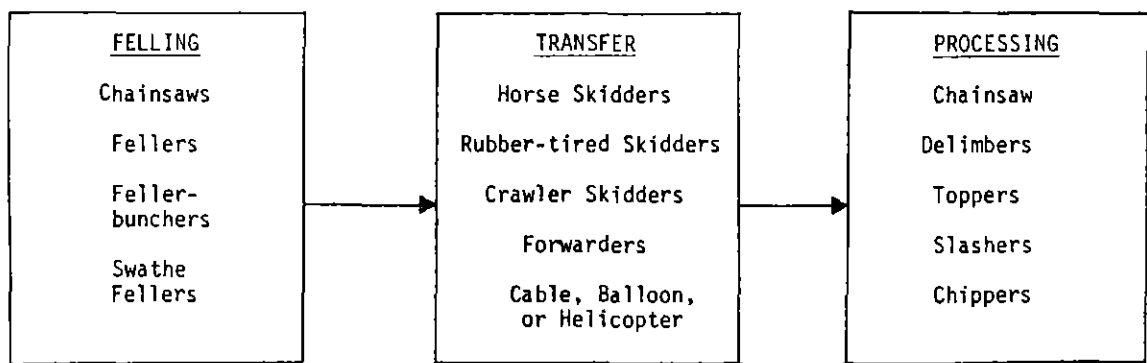 FELLING
Chainsaws
Fellers
Feller-
bunchers
Swathe
Fellers
TRANSFER
Horse Skidders
Rubber-tired Skidders
Crawler Skidders
Forwarders
Cable, Balloon,
or Helicopter
PROCESSING
Chainsaw
Delimbers
Toppers
Slashers
Chippers